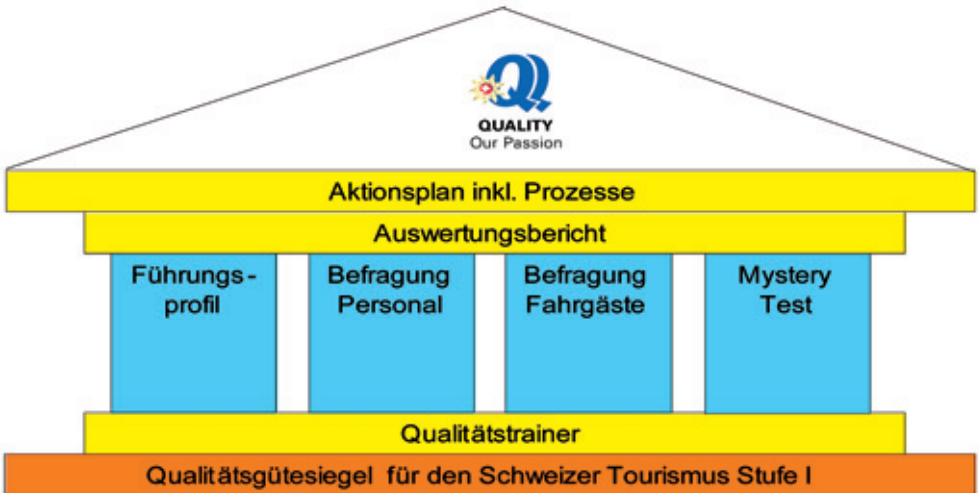 QUALITY
Our Passion
Aktionsplan inkl. Prozesse
Auswertungsbericht
Führungs-
profil
Befragung
Personal
Befragung
Fahrgäste
Mystery
Test
Qualitätstrainer
Qualitätsgütesiegel für den Schweizer Tourismus Stufe I